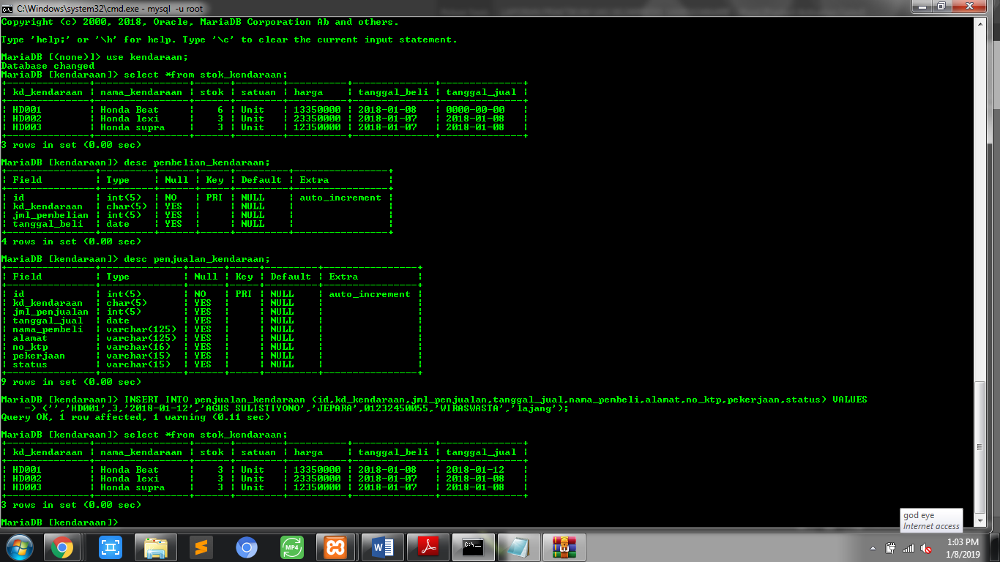 C:\Windows\system32\cmd.exe - mysql -u root
Copyright (c) 2000, 2018, Oracle, MariaDB Corporation Ab and others.
Type 'help;' or '\h' for help. Type '\c' to clear the current input statement.
MariaDB [(none)]> use kendaraan;
Database changed
MariaDB [kendaraan]> select *from stok_kendaraan;
| kd_kendaraan | nama_kendaraan | stok | satuan | harga | tanggal_beli | tanggal_jual |
| HD001 | Honda Beat | 6 | Unit | 13350000 | 2018-01-08 | 0000-00-00 |
| HD002 | Honda lexi | 3 | Unit | 23350000 | 2018-01-07 | 2018-01-08 |
| HD003 | Honda supra | 3 | Unit | 12350000 | 2018-01-07 | 2018-01-08 |
3 rows in set (0.00 sec)
MariaDB [kendaraan]> desc pembelian_kendaraan;
| Field | Type | Null | Key | Default | Extra |
| id | int(5) | NO | PRI | NULL | auto_increment |
| kd_kendaraan | char(5) | YES | | NULL | |
| jml_pembelian | int(5) | YES | | NULL | |
| tanggal_beli | date | YES | | NULL | |
4 rows in set (0.00 sec)
MariaDB [kendaraan]> desc penjualan_kendaraan;
| Field | Type | Null | Key | Default | Extra |
| id | int(5) | NO | PRI | NULL | auto_increment |
| kd_kendaraan | char(5) | YES | | NULL | |
| jml_penjualan | int(5) | YES | | NULL | |
| tanggal_jual | date | YES | | NULL | |
| nama_pembeli | varchar(125) | YES | | NULL | |
| alamat | varchar(125) | YES | | NULL | |
| no_ktp | varchar(16) | YES | | NULL | |
| pekerjaan | varchar(15) | YES | | NULL | |
| status | varchar(15) | YES | | NULL | |
9 rows in set (0.00 sec)
MariaDB [kendaraan]> INSERT INTO penjualan_kendaraan (id,kd_kendaraan,jml_penjualan,tanggal_jual,nama_pembeli,alamat,no_ktp,pekerjaan,status) VALUES
-> ('','HD001',3,'2018-01-12','AGUS SULISTIYONO','JEPARA',01232450055,'WIRASWASTA','lajang');
Query OK, 1 row affected, 1 warning (0.11 sec)
MariaDB [kendaraan]> select *from stok_kendaraan;
| kd_kendaraan | nama_kendaraan | stok | satuan | harga | tanggal_beli | tanggal_jual |
| HD001 | Honda Beat | 3 | Unit | 13350000 | 2018-01-08 | 2018-01-12 |
| HD002 | Honda lexi | 3 | Unit | 23350000 | 2018-01-07 | 2018-01-08 |
| HD003 | Honda supra | 3 | Unit | 12350000 | 2018-01-07 | 2018-01-08 |
3 rows in set (0.00 sec)
MariaDB [kendaraan]>
god eye
Internet access
MP4
1:03 PM
1/8/2019